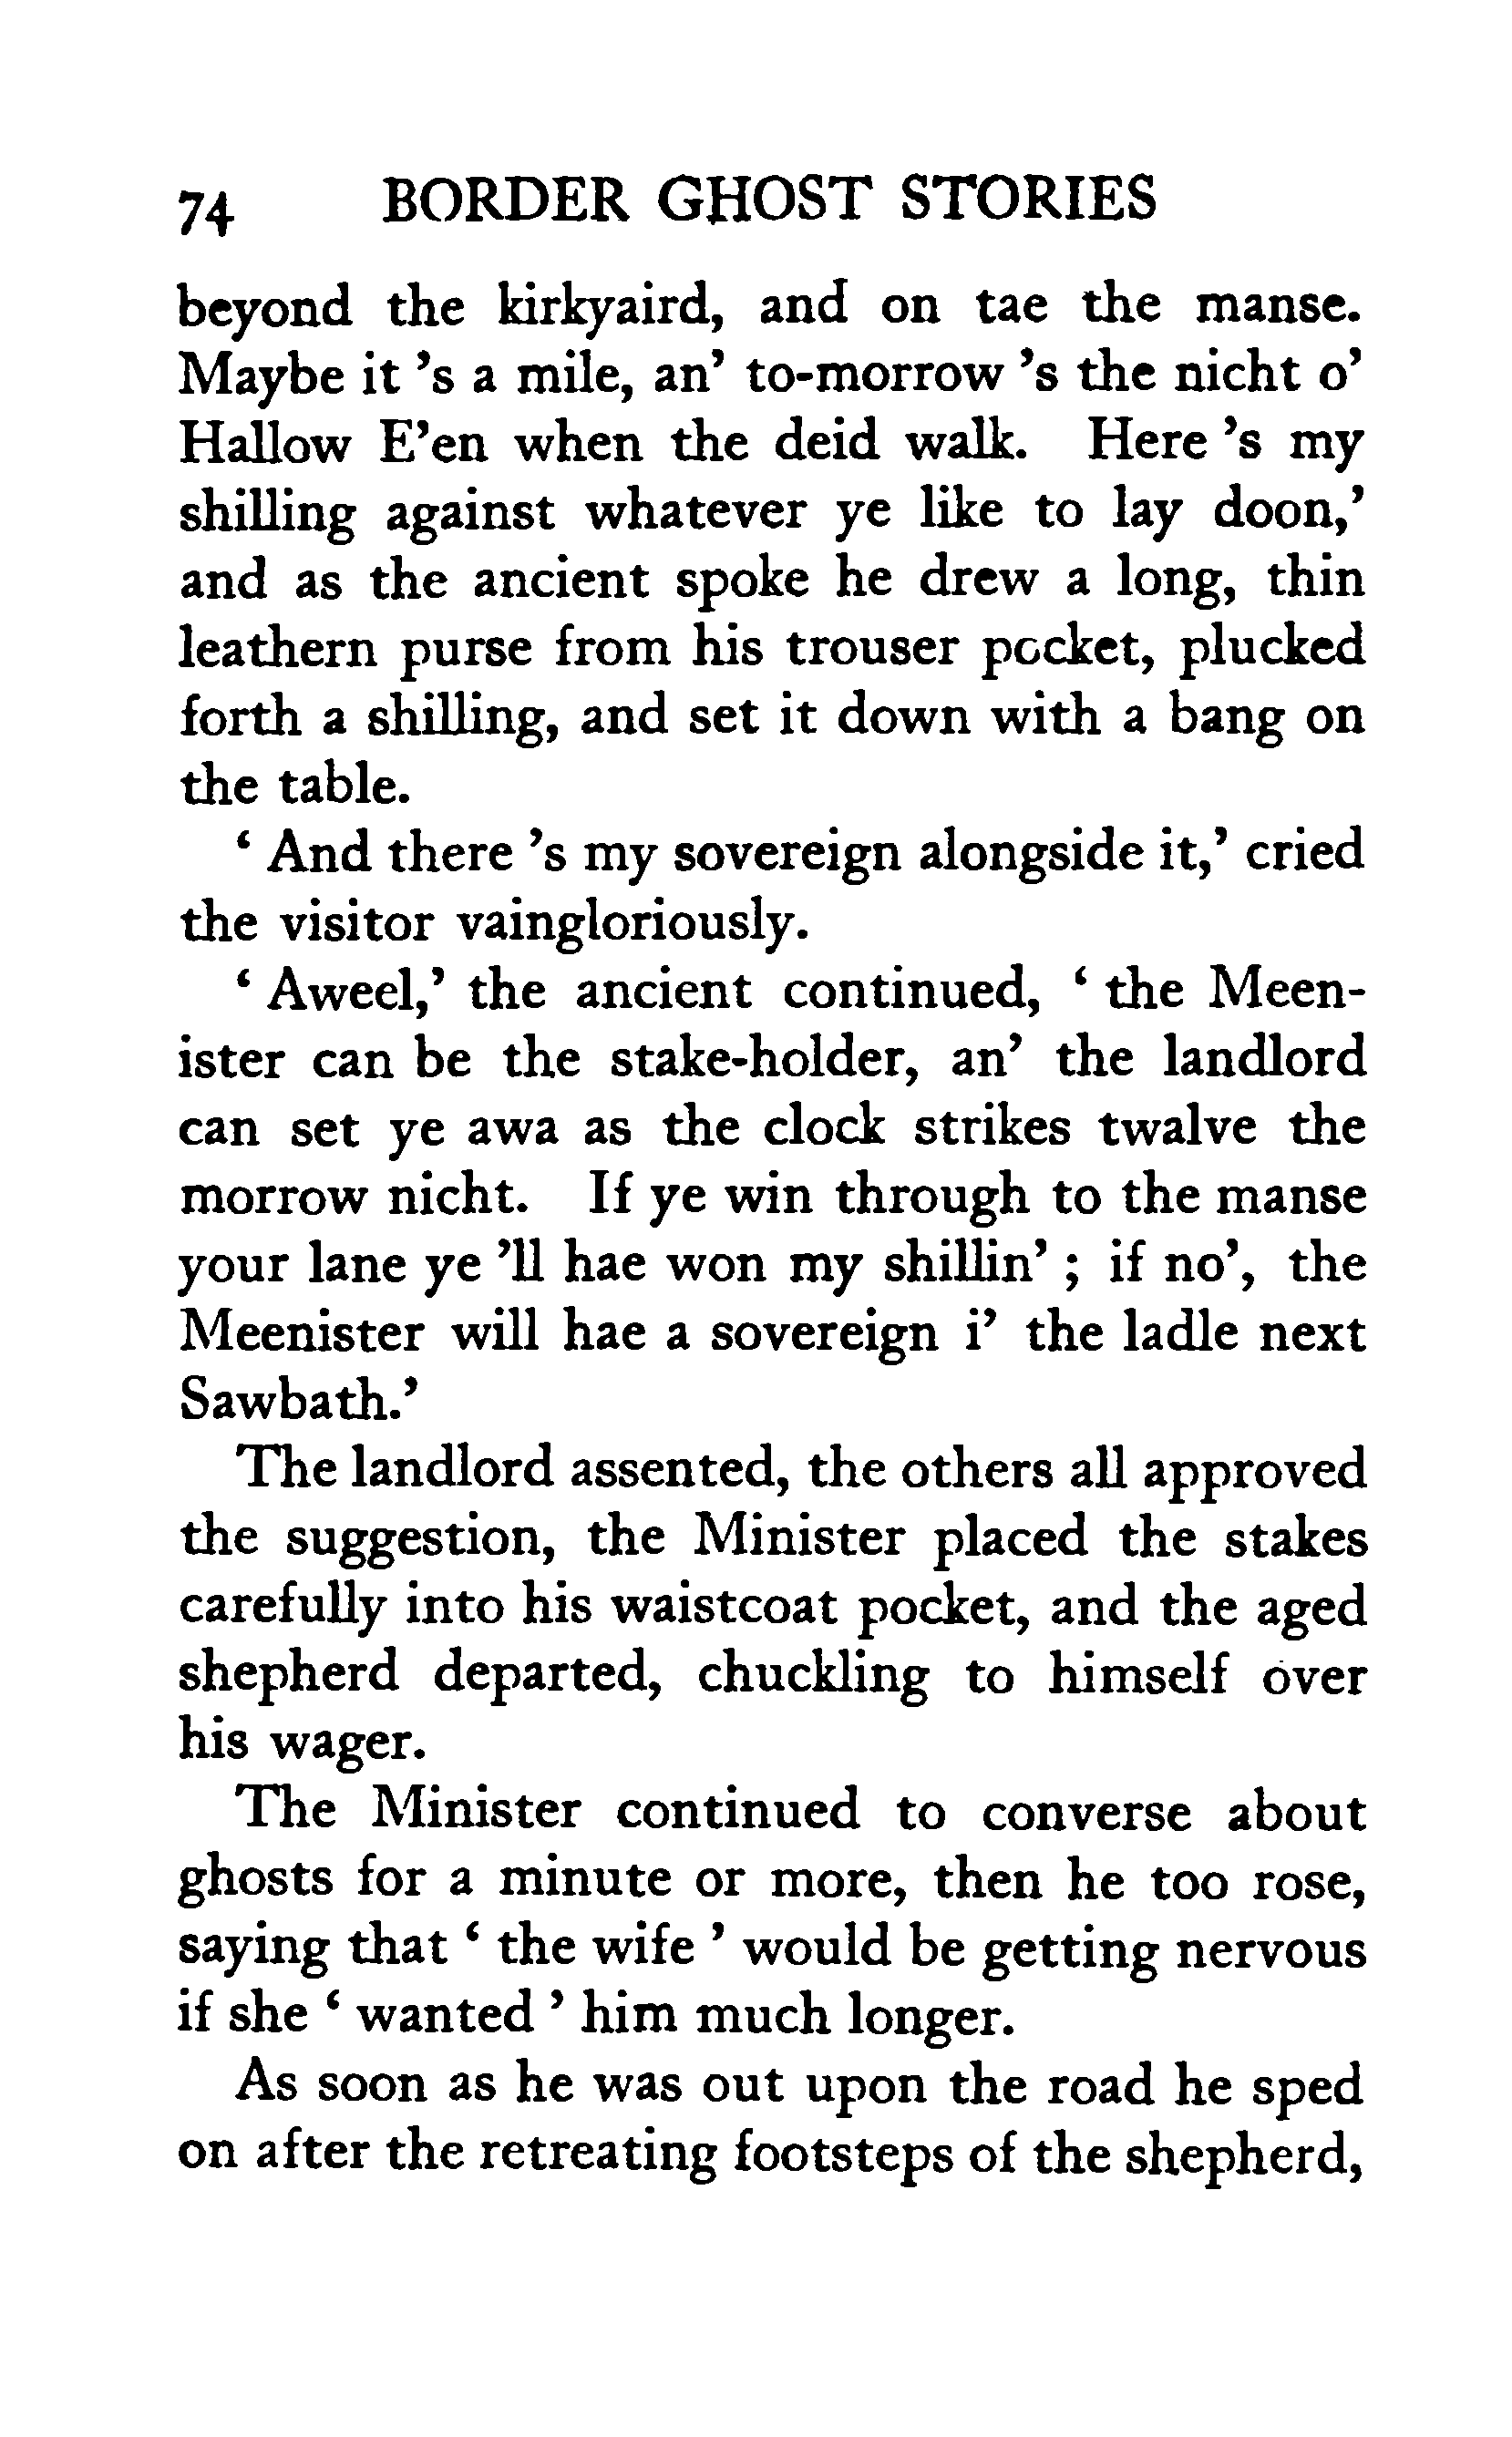 74 BORDER GHOST STORIES
beyond the kirkyaird, and on tae the manse.
Maybe it 's a mile, an' to-morrow 's the nicht o'
Hallow E'en when the deid walk. Here 's my
shilling against whatever ye like to lay doon,'
and as the ancient spoke he drew a long, thin
leathern purse from his trouser pocket, plucked
forth a shilling, and set it down with a bang on
the table.
' And there 's my sovereign alongside it,' cried
the visitor vaingloriously.
' Aweel,' the ancient continued, ' the Meen-
ister can be the stake-holder, an' the landlord
can set ye awa as the clock strikes twalve the
morrow nicht. If ye win through to the manse
your lane ye 'll hae won my shillin' ; if no', the
Meenister will hae a sovereign i' the ladle next
Sawbath.'
The landlord assented, the others all approved
the suggestion, the Minister placed the stakes
carefully into his waistcoat pocket, and the aged
shepherd departed, chuckling to himself over
his wager.
The Minister continued to converse about
ghosts for a minute or more, then he too rose,
saying that ' the wife ' would be getting nervous
if she ' wanted ' him much longer.
As soon as he was out upon the road he sped
on after the retreating footsteps of the shepherd,